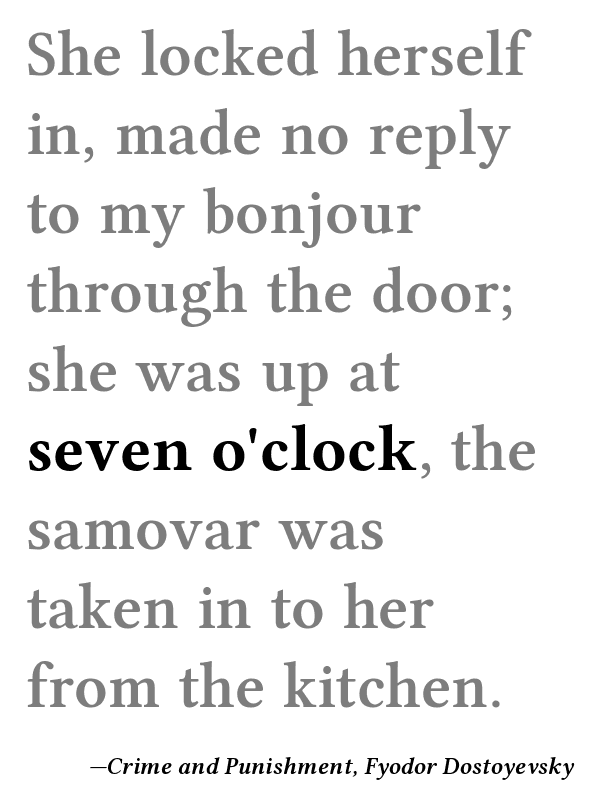 She locked herself
in, made no reply
to my bonjour
through the door;
she was up at
seven o'clock, the
samovar was
taken in to her
from the kitchen.
—Crime and Punishment, Fyodor Dostoyevsky